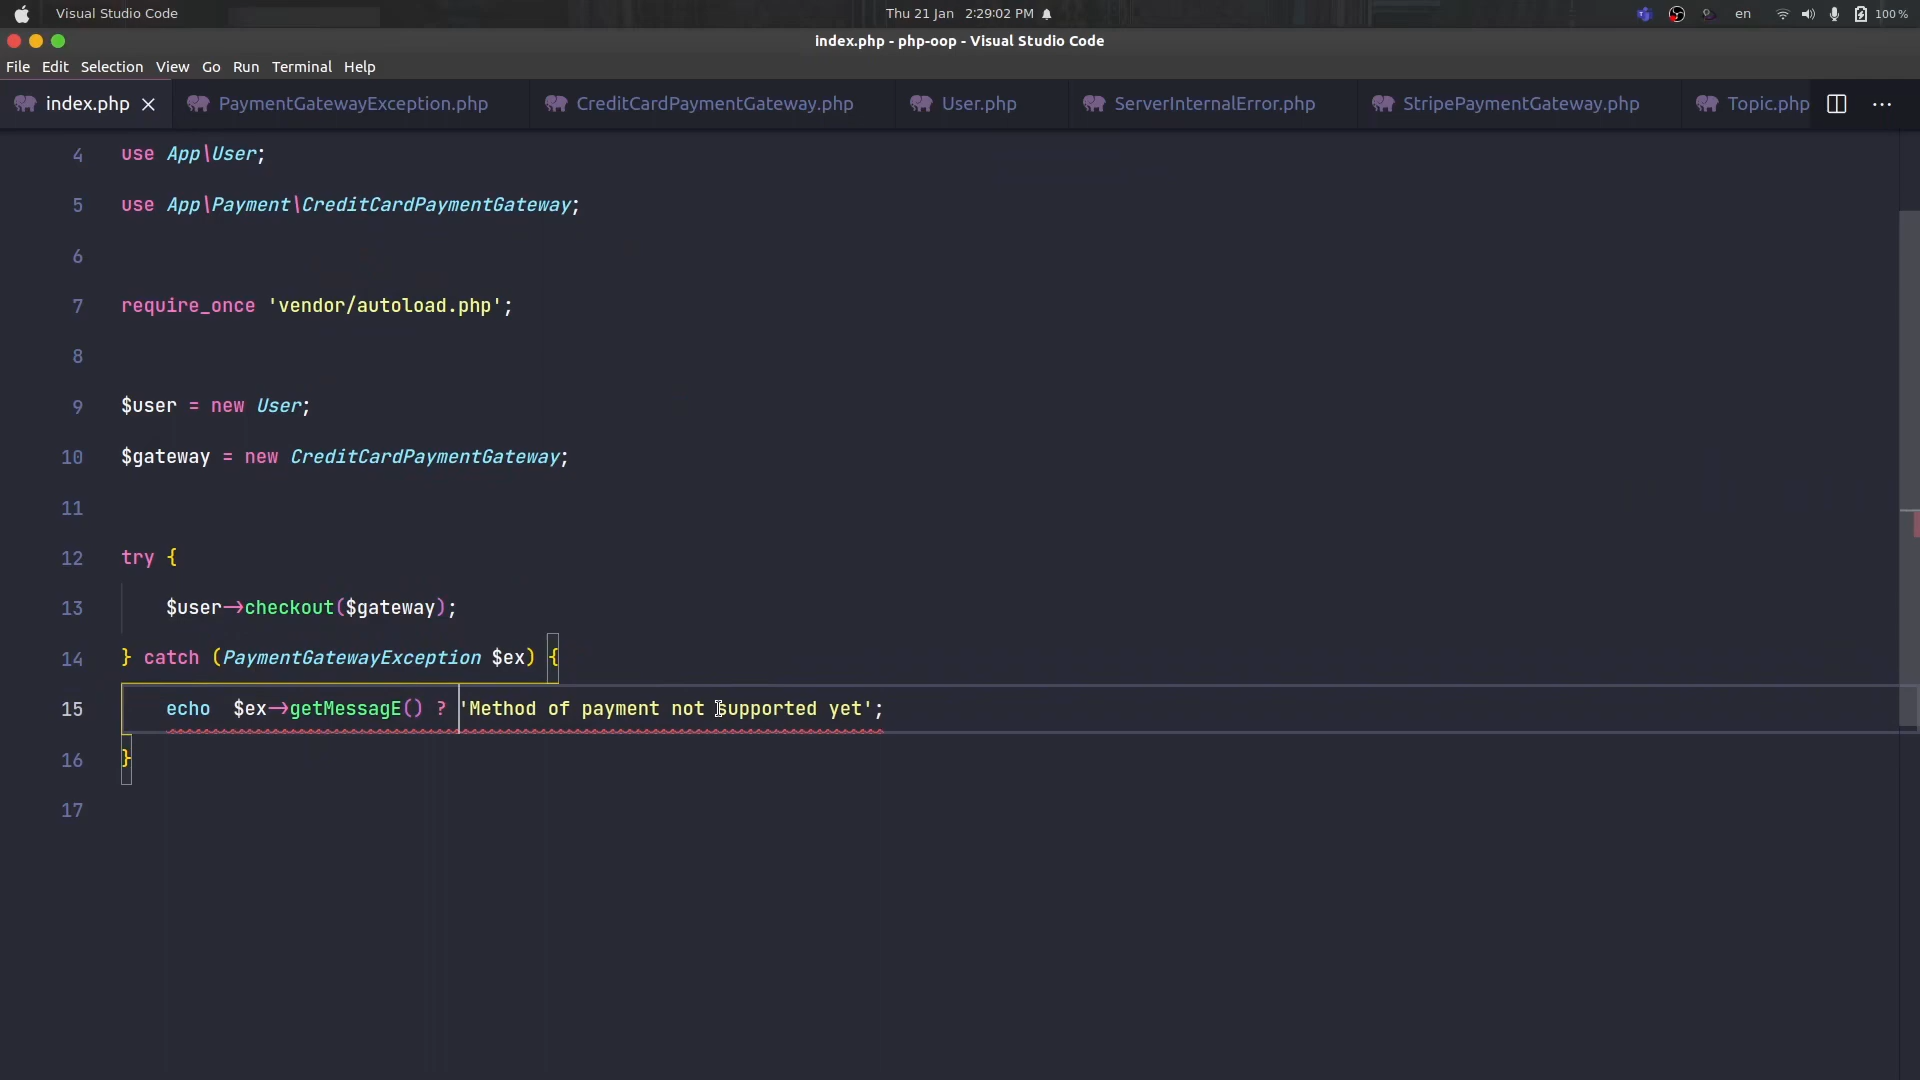 Visual Studio Code
Thu 21 Jan 2:29:02 PM
en
100 %
index.php - php-oop - Visual Studio Code
File Edit Selection View Go Run Terminal Help
index.php PaymentGatewayException.php CreditCardPaymentGateway.php User.php ServerInternalError.php StripePaymentGateway.php Topic.php
4 use App\User;
5 use App\Payment\CreditCardPaymentGateway;
6
7 require_once 'vendor/autoload.php';
8
9 $user = new User;
10 $gateway = new CreditCardPaymentGateway;
11
12 try {
13 $user->checkout($gateway);
14 } catch (PaymentGatewayException $ex) {
15 echo  $ex->getMessagE() ? 'Method of payment not supported yet';
16 }
17